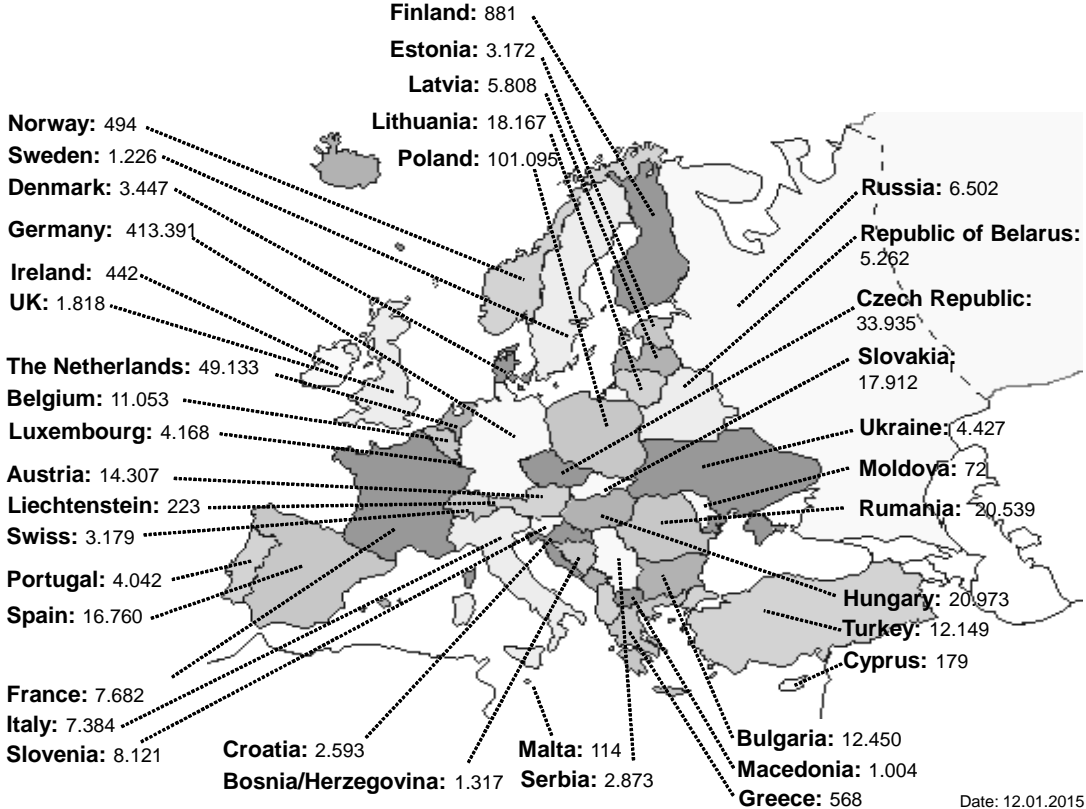 Finland: 881
Estonia: 3.172
Latvia: 5.808
Lithuania: 18.167
Poland: 101.095
Norway: 494
Sweden: 1.226
Denmark: 3.447
Germany: 413.391
Ireland: 442
UK: 1.818
The Netherlands: 49.133
Belgium: 11.053
Luxembourg: 4.168
Austria: 14.307
Liechtenstein: 223
Swiss: 3.179
Portugal: 4.042
Spain: 16.760
France: 7.682
Italy: 7.384
Slovenia: 8.121
Russia: 6.502
Republic of Belarus:
5.262
Czech Republic:
33.935
Slovakia:
17.912
Ukraine: 4.427
Moldova: 72
Rumania: 20.539
Hungary: 20.973
Turkey: 12.149
Cyprus: 179
Croatia: 2.593
Bosnia/Herzegovina: 1.317
Malta: 114
Serbia: 2.873
Bulgaria: 12.450
Macedonia: 1.004
Greece: 568
Date: 12.01.2015